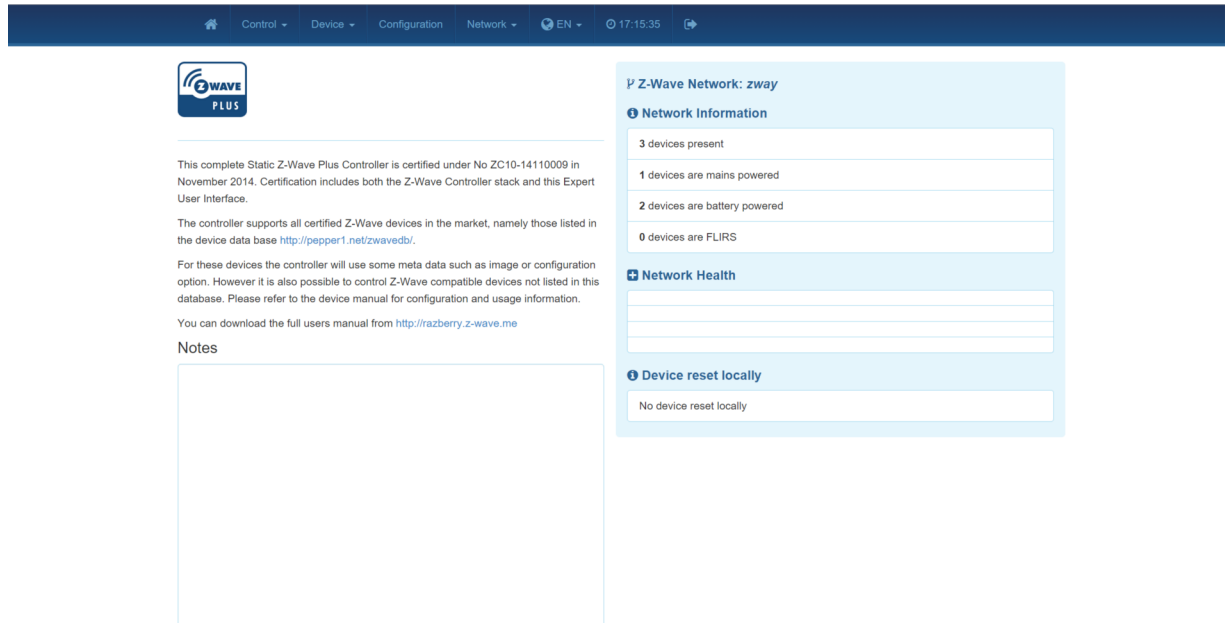 Control
Device
Configuration
Network
EN
17:15:35
Z WAVE
PLUS
This complete Static Z-Wave Plus Controller is certified under No ZC10-14110009 in
November 2014. Certification includes both the Z-Wave Controller stack and this Expert
User Interface.
The controller supports all certified Z-Wave devices in the market, namely those listed in
the device data base http://pepper1.net/zwavedb/.
For these devices the controller will use some meta data such as image or configuration
option. However it is also possible to control Z-Wave compatible devices not listed in this
database. Please refer to the device manual for configuration and usage information.
You can download the full users manual from http://razberry.z-wave.me
Notes
Z-Wave Network: zway
Network Information
3 devices present
1 devices are mains powered
2 devices are battery powered
0 devices are FLIRS
Network Health
Device reset locally
No device reset locally